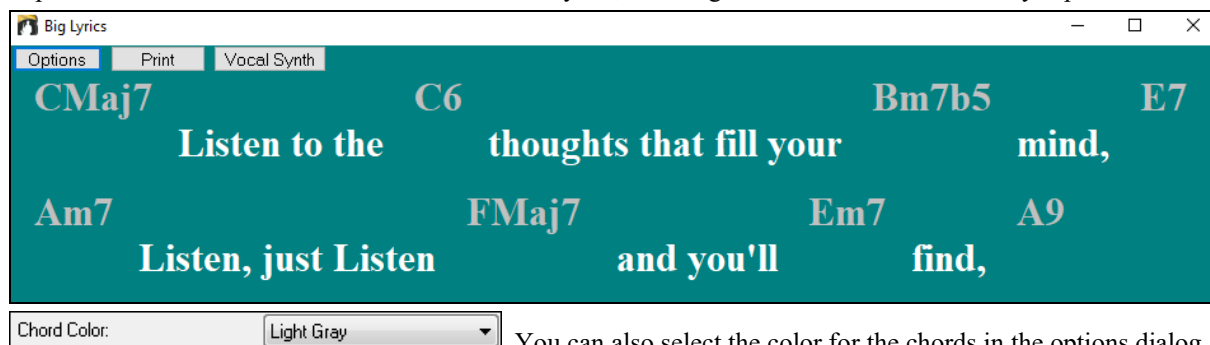 Big Lyrics
Options Print Vocal Synth
CMaj7 C6 Bm7b5 E7
Listen to the thoughts that fill your mind,
Am7 FMaj7 Em7 A9
Listen, just Listen and you'll find,
Chord Color: Light Gray You can also select the color for the chords in the options dialog